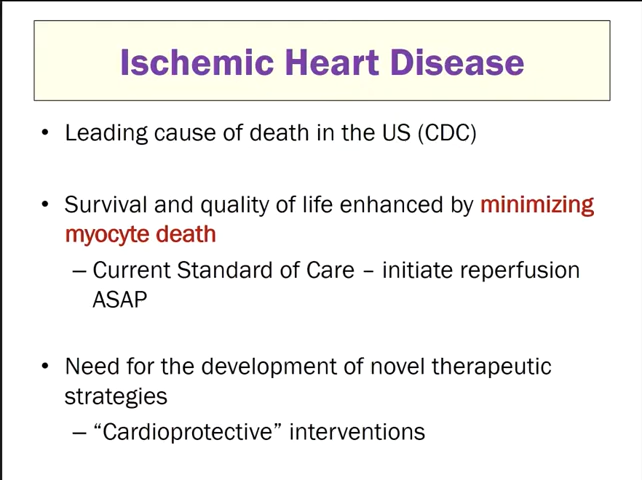 Ischemic Heart Disease
• Leading cause of death in the US (CDC)
• Survival and quality of life enhanced by minimizing
myocyte death
– Current Standard of Care – initiate reperfusion
ASAP
• Need for the development of novel therapeutic
strategies
– “Cardioprotective” interventions